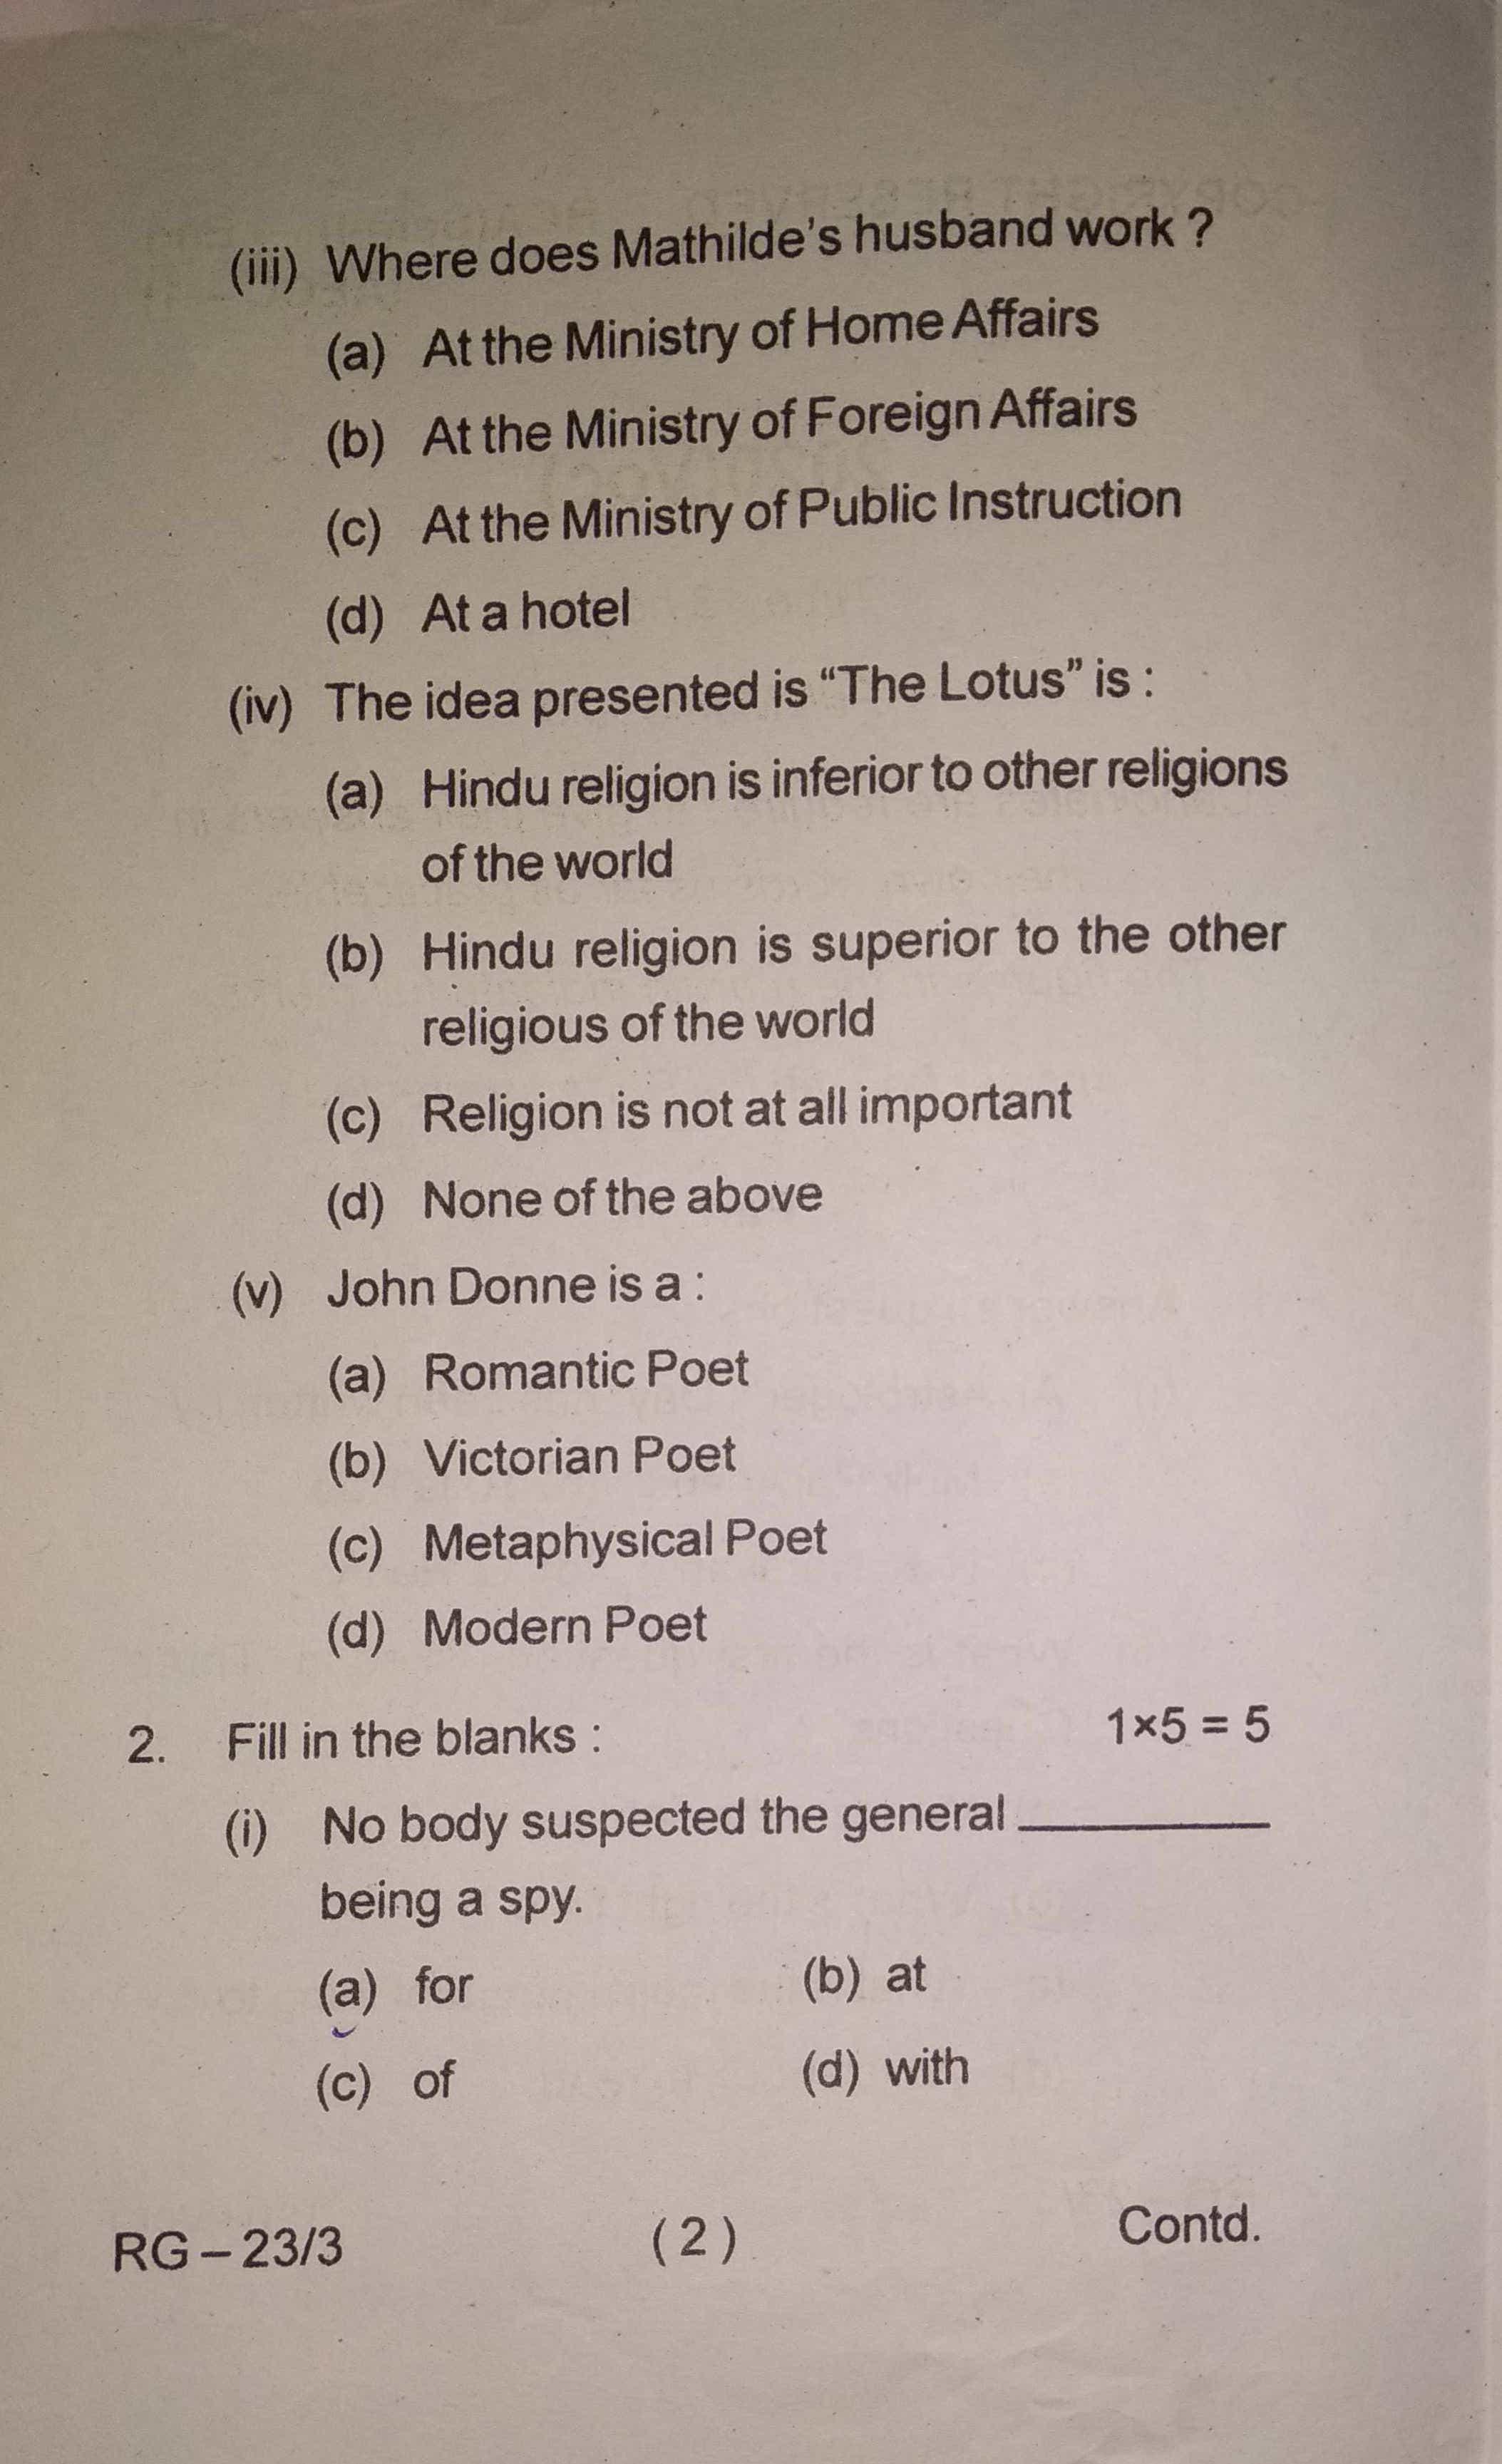 (iii) Where does Mathilde's husband work ?
(a) At the Ministry of Home Affairs
(b) At the Ministry of Foreign Affairs
(c) At the Ministry of Public Instruction
(d) At a hotel
(iv) The idea presented is “The Lotus” is :
(a) Hindu religion is inferior to other religions
of the world
(b) Hindu religion is superior to the other
religious of the world
(c) Religion is not at all important
(d) None of the above
(v) John Donne is a :
(a) Romantic Poet
(b) Victorian Poet
(c) Metaphysical Poet
(d) Modern Poet
2. Fill in the blanks : 1×5 = 5
(i) No body suspected the general __________
being a spy.
(a) for (b) at
(c) of (d) with
RG – 23/3 ( 2 ) Contd.